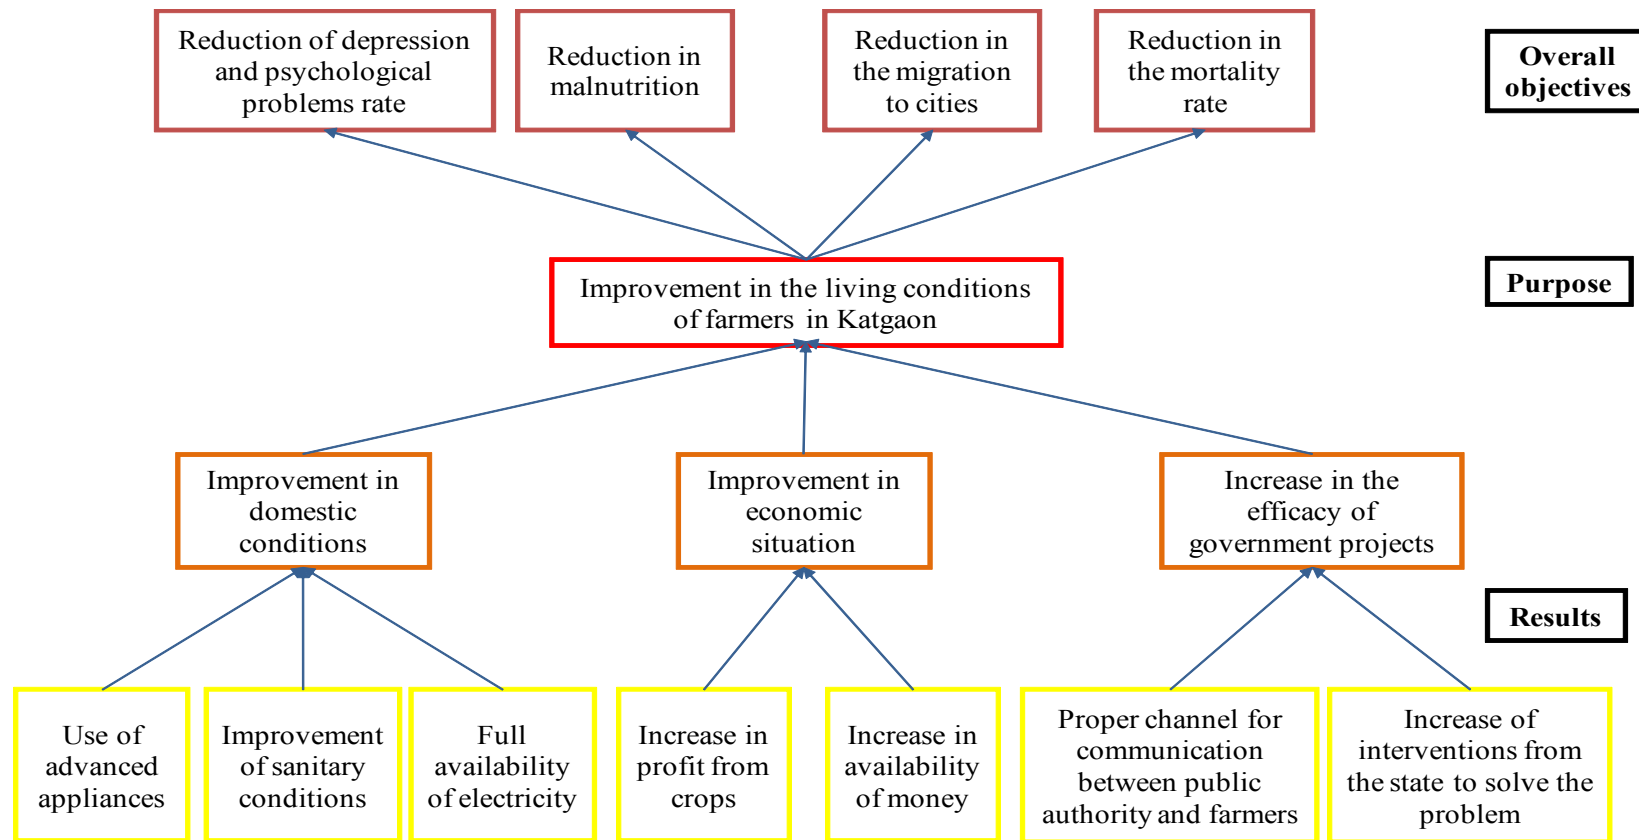 Reduction of depression
and psychological
problems rate
Reduction in
malnutrition
Reduction in
the migration
to cities
Reduction in
the mortality
rate
Overall
objectives
Improvement in the living conditions
of farmers in Katgaon
Purpose
Improvement in
domestic
conditions
Improvement in
economic
situation
Increase in the
efficacy of
government projects
Results
Use of
advanced
appliances
Improvement
of sanitary
conditions
Full
availability
of electricity
Increase in
profit from
crops
Increase in
availability
of money
Proper channel for
communication
between public
authority and farmers
Increase of
interventions from
the state to solve the
problem